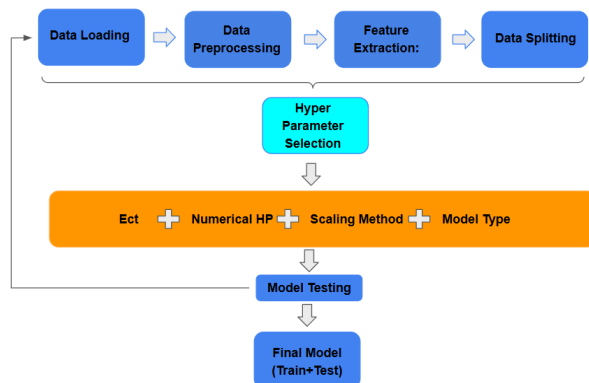 Data Loading
Data
Preprocessing
Feature
Extraction:
Data Splitting
Hyper
Parameter
Selection
Ect
Numerical HP
Scaling Method
Model Type
Model Testing
Final Model
(Train+Test)